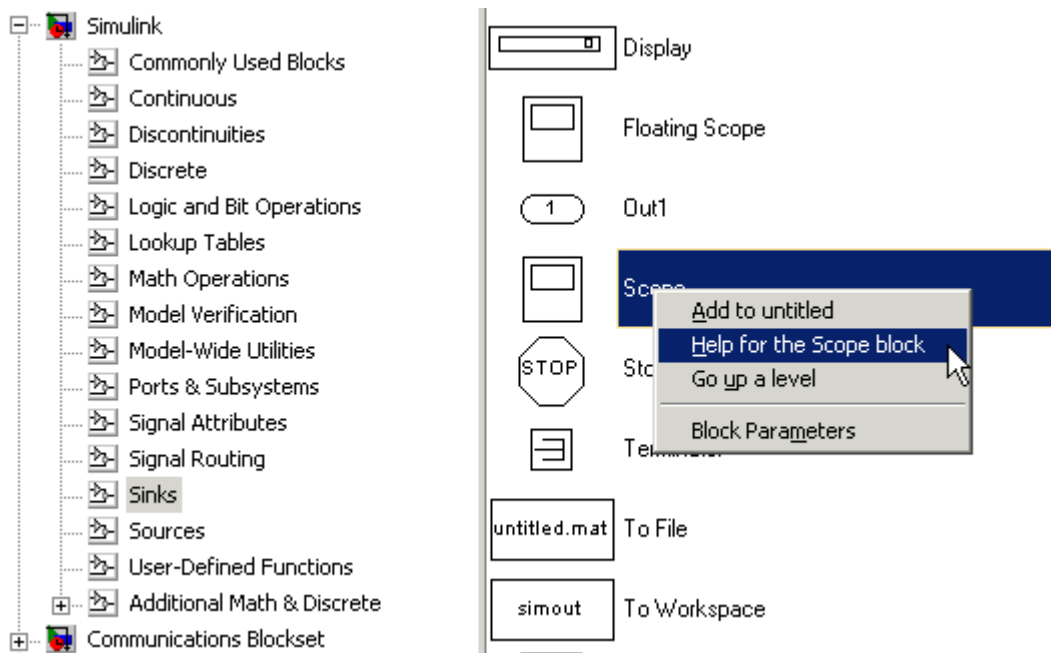 Simulink
Commonly Used Blocks
Continuous
Discontinuities
Discrete
Logic and Bit Operations
Lookup Tables
Math Operations
Model Verification
Model-Wide Utilities
Ports & Subsystems
Signal Attributes
Signal Routing
Sinks
Sources
User-Defined Functions
Additional Math & Discrete
Communications Blockset
Display
Floating Scope
1 Out1
Scope
Add to untitled
Help for the Scope block
Go up a level
Block Parameters
STOP
untitled.mat To File
simout To Workspace